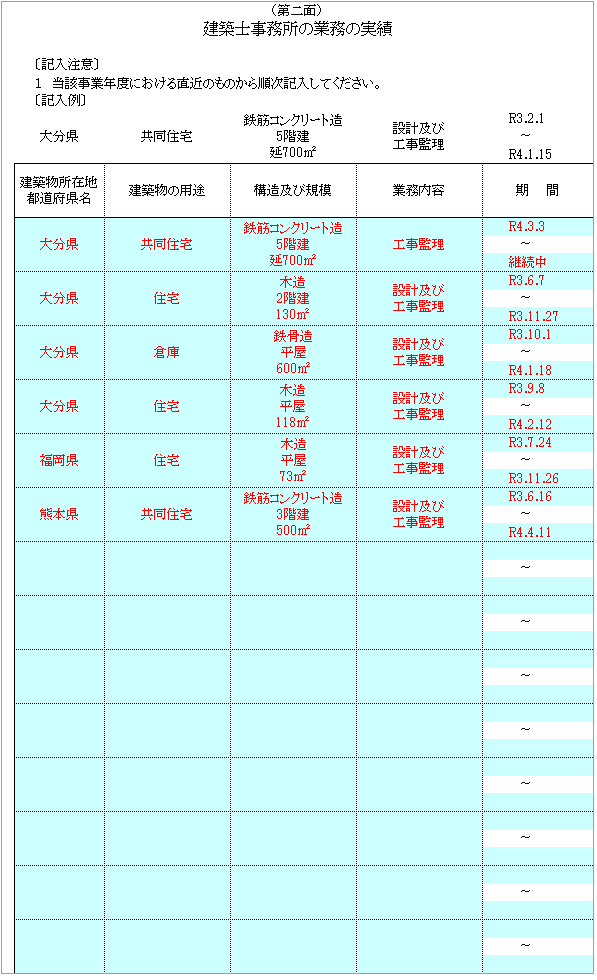 （第二面）
建築士事務所の業務の実績
〔記入注意〕
１　当該事業年度における直近のものから順次記入してください。
〔記入例〕
大分県　共同住宅　鉄筋コンクリート造　5階建　延700㎡　設計及び　工事監理　R3.2.1　～　R4.1.15
建築物所在地　都道府県名　建築物の用途　構造及び規模　業務内容　期　間
大分県　共同住宅　鉄筋コンクリート造　5階建　延700㎡　工事監理　R4.3.3　～　継続中
大分県　住宅　木造　2階建　130㎡　設計及び　工事監理　R3.6.7　～　R3.11.27
大分県　倉庫　鉄骨造　平屋　600㎡　設計及び　工事監理　R3.10.1　～　R4.1.18
大分県　住宅　木造　平屋　118㎡　設計及び　工事監理　R3.9.8　～　R4.2.12
福岡県　住宅　木造　平屋　73㎡　設計及び　工事監理　R3.7.24　～　R3.11.26
熊本県　共同住宅　鉄筋コンクリート造　3階建　500㎡　設計及び　工事監理　R3.6.16　～　R4.4.11
～
～
～
～
～
～
～
～